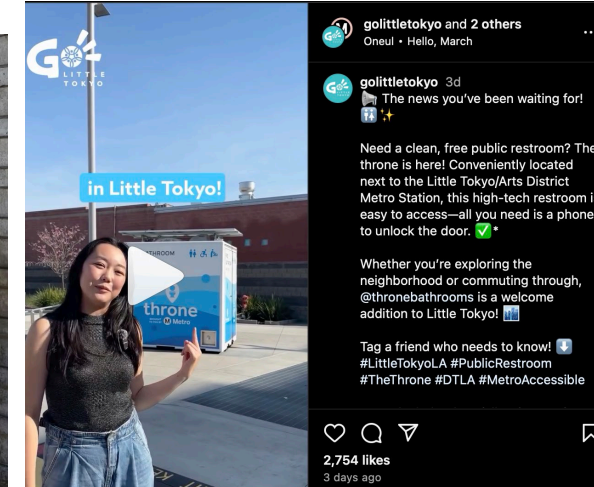 GO
LITTLE
TOKYO
in Little Tokyo!
THROOM
throne
Metro
golittletokyo and 2 others
Oneul • Hello, March
golittletokyo 3d
📢 The news you've been waiting for!
🚻✨
Need a clean, free public restroom? The
throne is here! Conveniently located
next to the Little Tokyo/Arts District
Metro Station, this high-tech restroom i
easy to access—all you need is a phone
to unlock the door. ✅*
Whether you're exploring the
neighborhood or commuting through,
@thronebathrooms is a welcome
addition to Little Tokyo! 🏙️
Tag a friend who needs to know! ⬇️
#LittleTokyoLA #PublicRestroom
#TheThrone #DTLA #MetroAccessible
2,754 likes
3 days ago